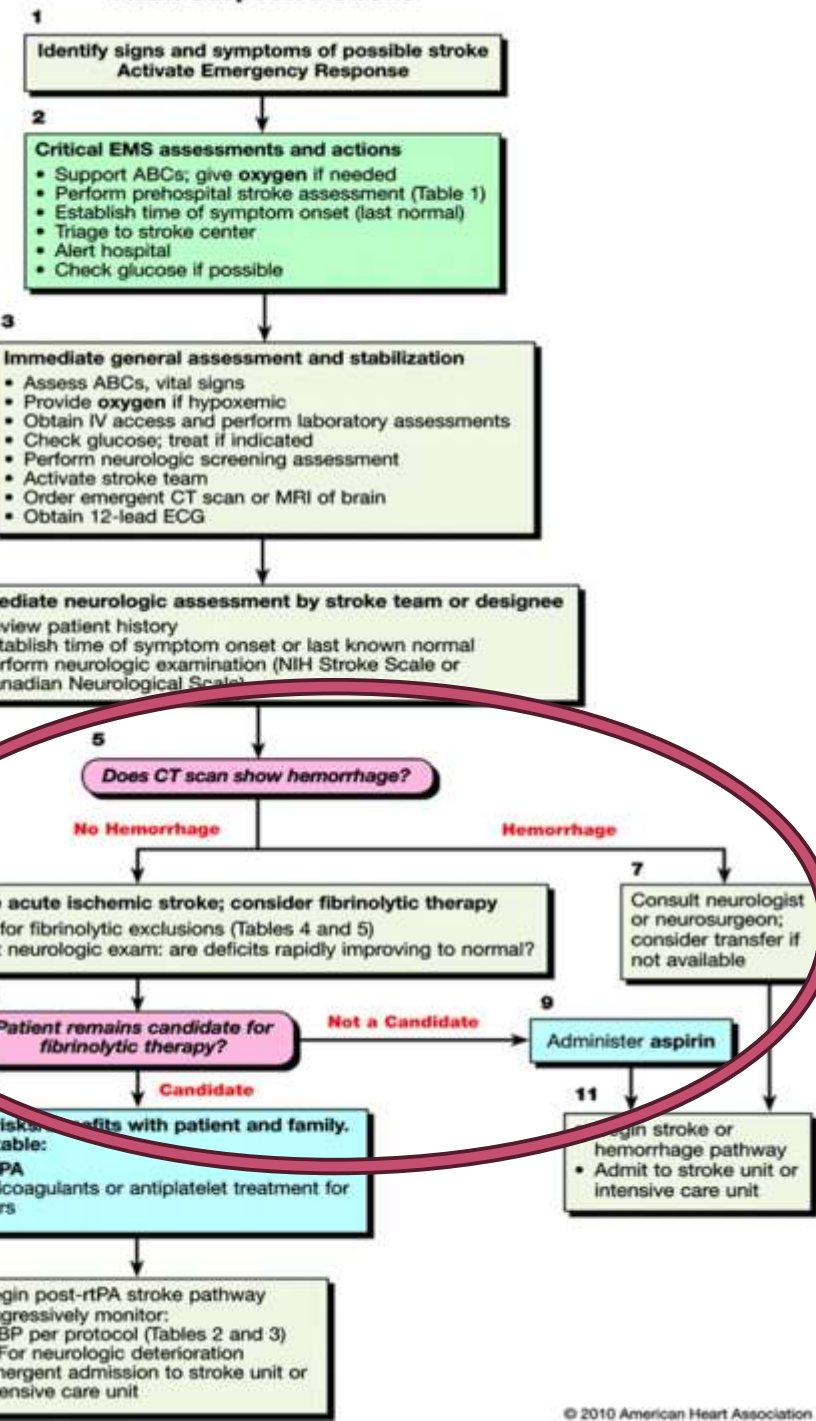 1
Identify signs and symptoms of possible stroke
Activate Emergency Response
2
Critical EMS assessments and actions
• Support ABCs; give oxygen if needed
• Perform prehospital stroke assessment (Table 1)
• Establish time of symptom onset (last normal)
• Triage to stroke center
• Alert hospital
• Check glucose if possible
3
Immediate general assessment and stabilization
• Assess ABCs, vital signs
• Provide oxygen if hypoxemic
• Obtain IV access and perform laboratory assessments
• Check glucose; treat if indicated
• Perform neurologic screening assessment
• Activate stroke team
• Order emergent CT scan or MRI of brain
• Obtain 12-lead ECG
ediate neurologic assessment by stroke team or designee
view patient history
tablish time of symptom onset or last known normal
rform neurologic examination (NIH Stroke Scale or
anadian Neurological Scale)
5
Does CT scan show hemorrhage?
No Hemorrhage
Hemorrhage
acute ischemic stroke; consider fibrinolytic therapy
for fibrinolytic exclusions (Tables 4 and 5)
neurologic exam: are deficits rapidly improving to normal?
7
Consult neurologist
or neurosurgeon;
consider transfer if
not available
Patient remains candidate for
fibrinolytic therapy?
Not a Candidate
9
Administer aspirin
Candidate
with patient and family.
table:
PA
icoagulants or antiplatelet treatment for
rs
11
stroke or
hemorrhage pathway
• Admit to stroke unit or
intensive care unit
gin post-rtPA stroke pathway
gressively monitor:
BP per protocol (Tables 2 and 3)
For neurologic deterioration
nergent admission to stroke unit or
ensive care unit
© 2010 American Heart Association